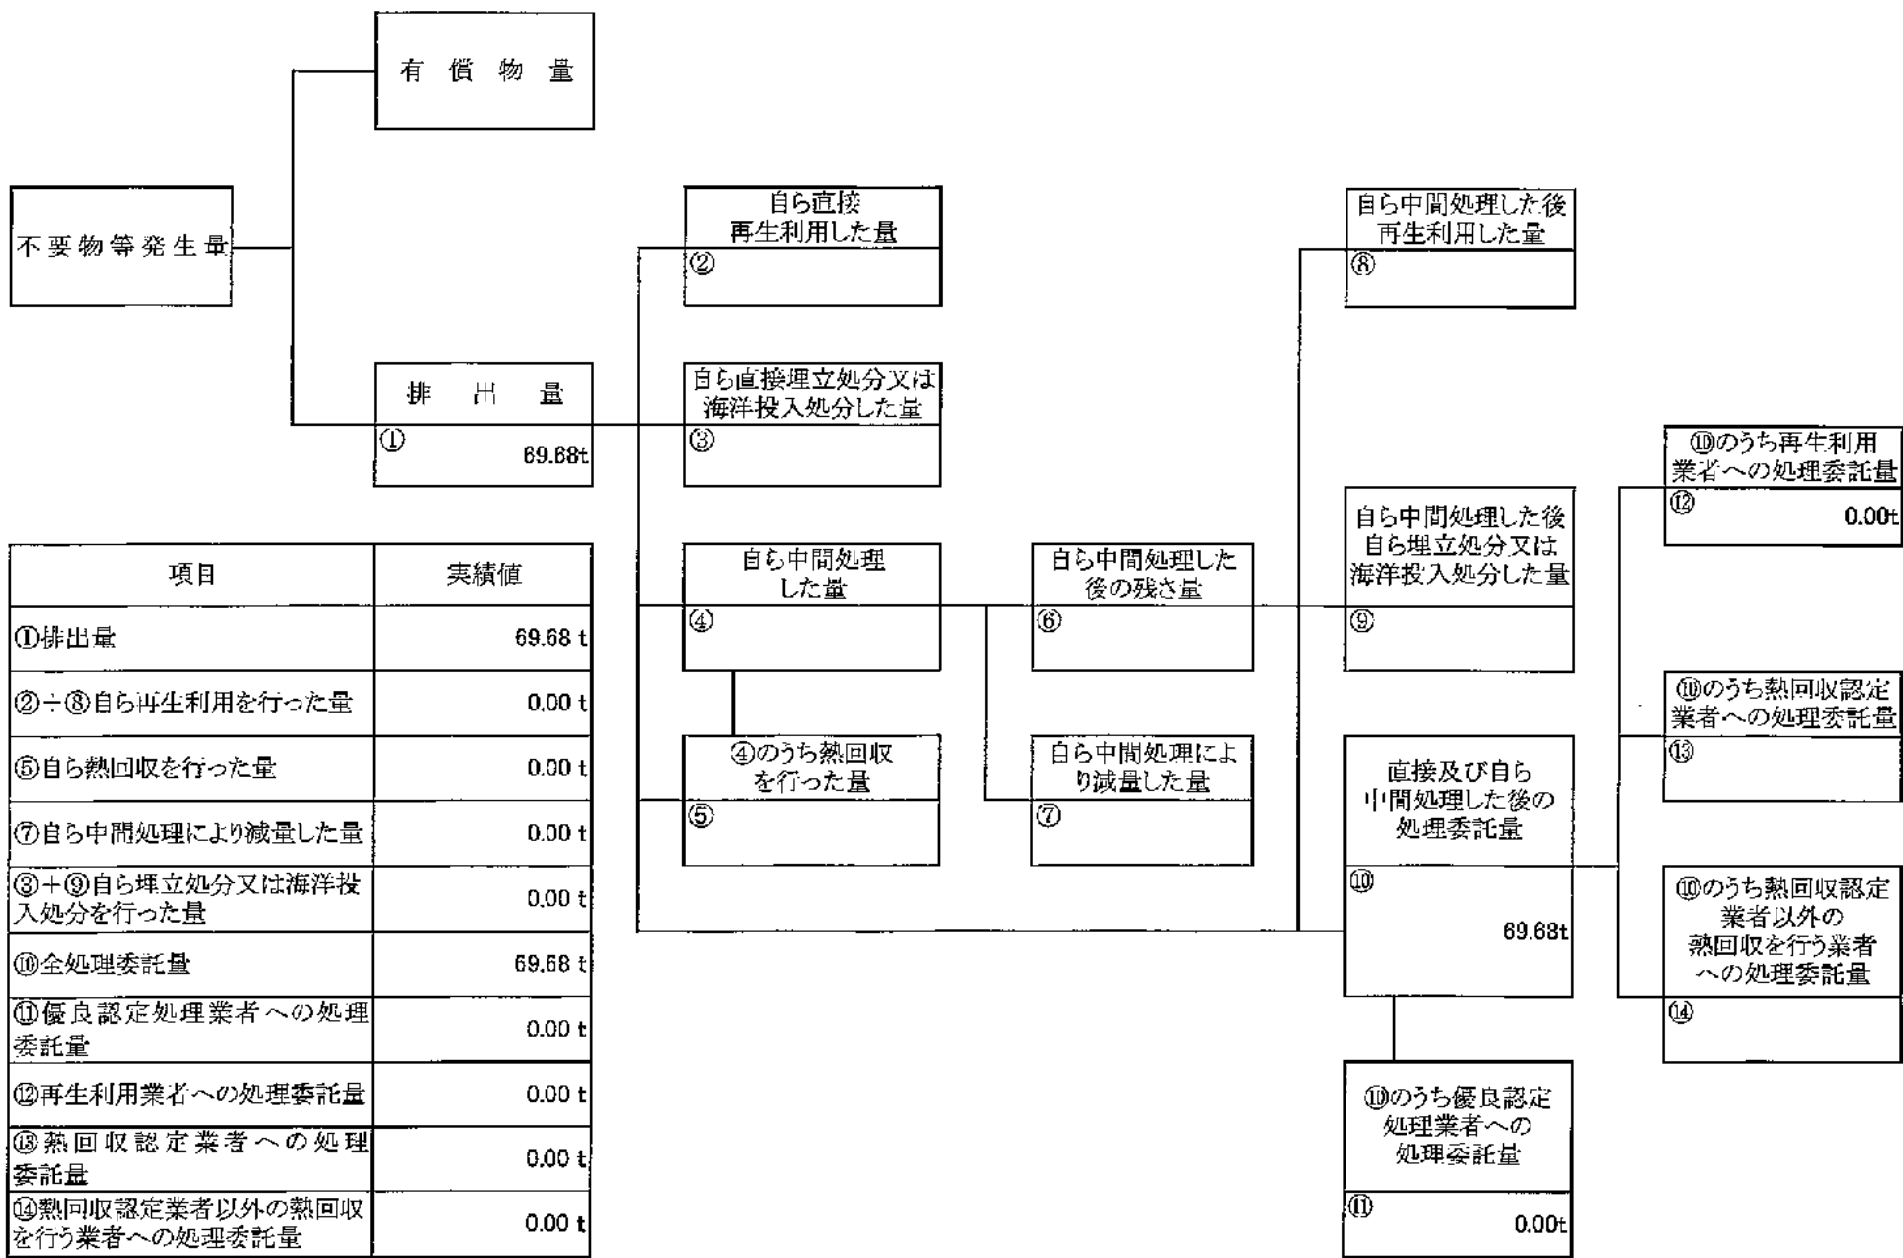 有償物量
不要物等発生量
自ら直接
再生利用した量
②
自ら中間処理した後
再生利用した量
⑧
排出量
①
69.68t
自ら直接埋立処分又は
海洋投入処分した量
③
⑩のうち再生利用
業者への処理委託量
⑫
0.00t
自ら中間処理
した量
④
自ら中間処理した
後の残さ量
⑥
自ら中間処理した後
自ら埋立処分又は
海洋投入処分した量
⑨
④のうち熱回収
を行った量
⑤
自ら中間処理によ
り減量した量
⑦
直接及び自ら
中間処理した後の
処理委託量
⑩
69.68t
⑩のうち熱回収認定
業者への処理委託量
⑬
⑩のうち熱回収認定
業者以外の
熱回収を行う業者
への処理委託量
⑭
⑩のうち優良認定
処理業者への
処理委託量
⑪
0.00t
項目 実績値
①排出量 69.68 t
②+⑧自ら再生利用を行った量 0.00 t
⑤自ら熱回収を行った量 0.00 t
⑦自ら中間処理により減量した量 0.00 t
③+⑨自ら埋立処分又は海洋投
入処分を行った量 0.00 t
⑩全処理委託量 69.68 t
⑪優良認定処理業者への処理
委託量 0.00 t
⑫再生利用業者への処理委託量 0.00 t
⑬熱回収認定業者への処理
委託量 0.00 t
⑭熱回収認定業者以外の熱回収
を行う業者への処理委託量 0.00 t